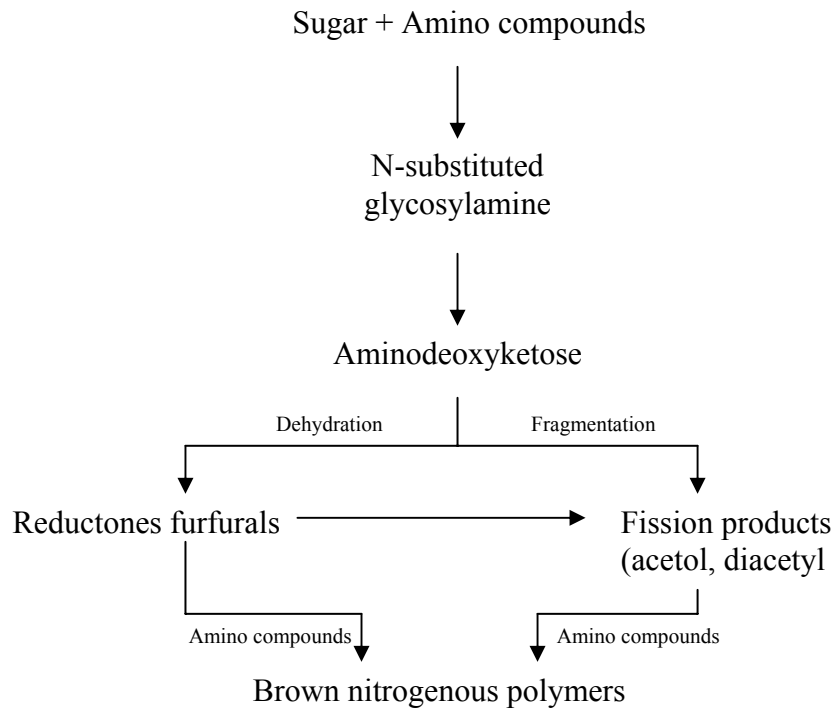 Sugar + Amino compounds
N-substituted
glycosylamine
Aminodeoxyketose
Dehydration
Fragmentation
Reductones furfurals
Fission products
(acetol, diacetyl
Amino compounds
Amino compounds
Brown nitrogenous polymers